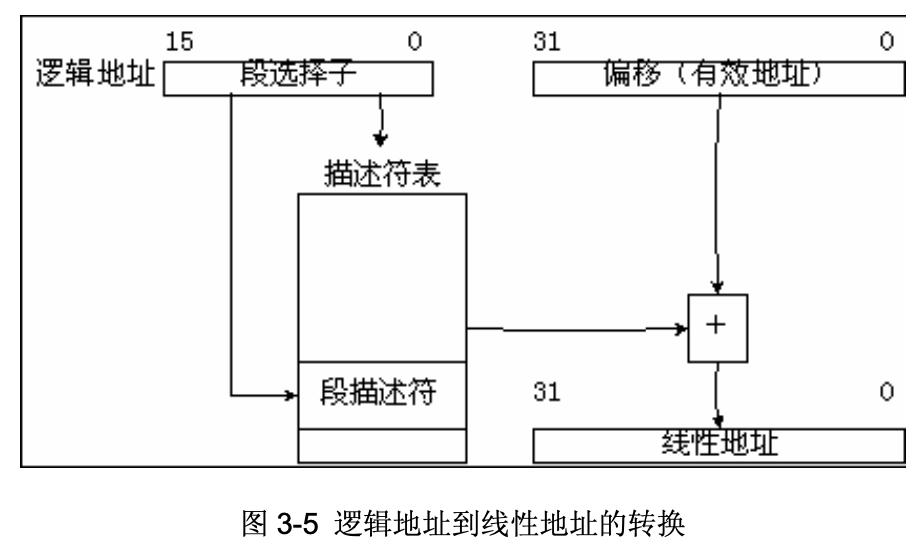 15 0 31 0
逻辑地址 段选择子 偏移（有效地址）
描述符表
+
段描述符 31 0
线性地址
图 3-5 逻辑地址到线性地址的转换